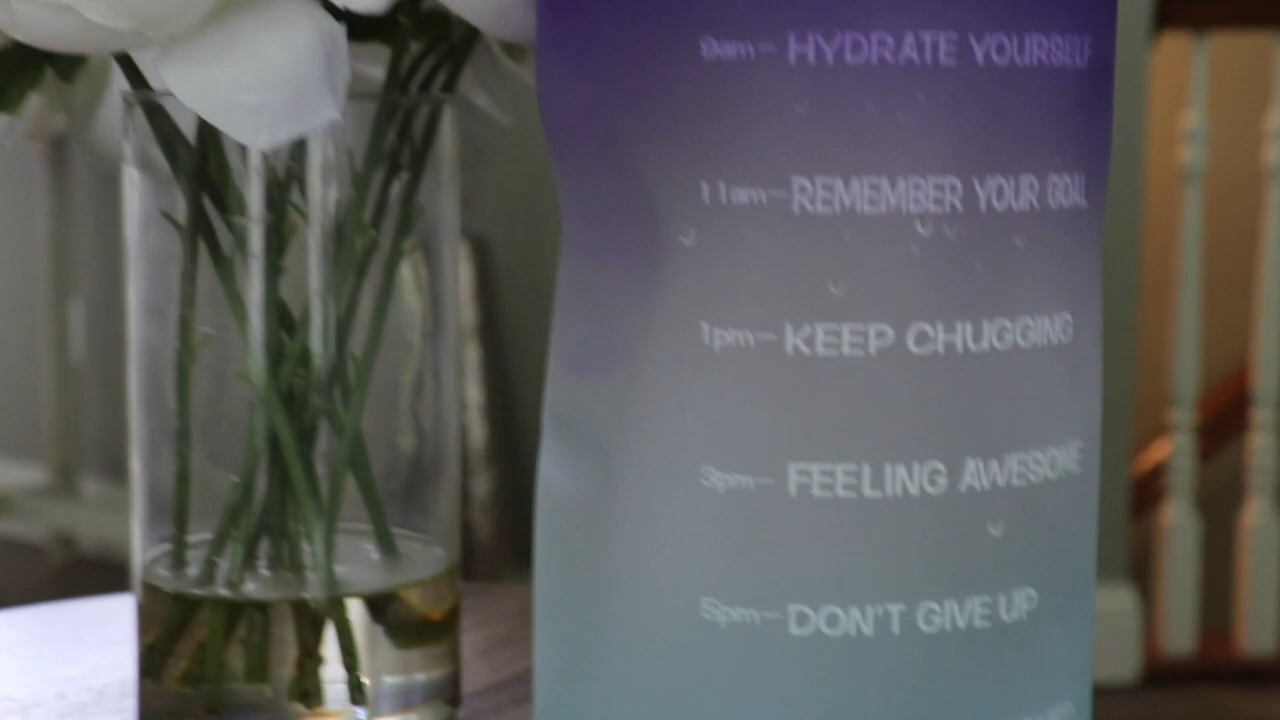 9am- HYDRATE YOURSELF
11am- REMEMBER YOUR GOAL
1pm- KEEP CHUGGING
3pm- FEELING AWESOME
5pm- DON'T GIVE UP